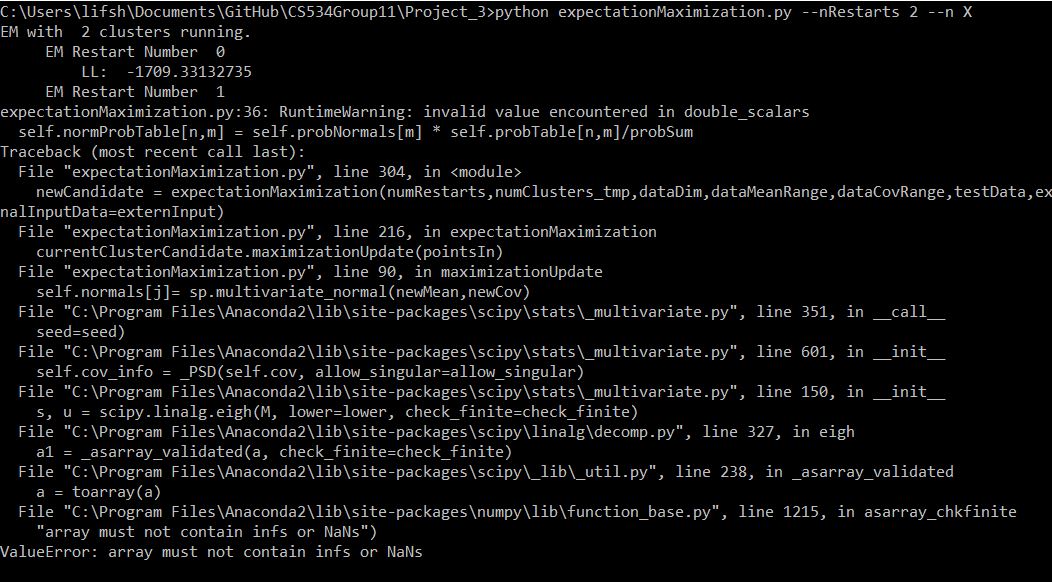 C:\Users\lifsh\Documents\GitHub\CS534Group11\Project_3>python expectationMaximization.py --nRestarts 2 --n X
EM with  2 clusters running.
     EM Restart Number  0
         LL:  -1709.33132735
     EM Restart Number  1
expectationMaximization.py:36: RuntimeWarning: invalid value encountered in double_scalars
  self.normProbTable[n,m] = self.probNormals[m] * self.probTable[n,m]/probSum
Traceback (most recent call last):
  File "expectationMaximization.py", line 304, in <module>
    newCandidate = expectationMaximization(numRestarts,numClusters_tmp,dataDim,dataMeanRange,dataCovRange,testData,ex
nalInputData=externInput)
  File "expectationMaximization.py", line 216, in expectationMaximization
    currentClusterCandidate.maximizationUpdate(pointsIn)
  File "expectationMaximization.py", line 90, in maximizationUpdate
    self.normals[j]= sp.multivariate_normal(newMean,newCov)
  File "C:\Program Files\Anaconda2\lib\site-packages\scipy\stats\_multivariate.py", line 351, in __call__
    seed=seed)
  File "C:\Program Files\Anaconda2\lib\site-packages\scipy\stats\_multivariate.py", line 601, in __init__
    self.cov_info = _PSD(self.cov, allow_singular=allow_singular)
  File "C:\Program Files\Anaconda2\lib\site-packages\scipy\stats\_multivariate.py", line 150, in __init__
    s, u = scipy.linalg.eigh(M, lower=lower, check_finite=check_finite)
  File "C:\Program Files\Anaconda2\lib\site-packages\scipy\linalg\decomp.py", line 327, in eigh
    a1 = _asarray_validated(a, check_finite=check_finite)
  File "C:\Program Files\Anaconda2\lib\site-packages\scipy\_lib\_util.py", line 238, in _asarray_validated
    a = toarray(a)
  File "C:\Program Files\Anaconda2\lib\site-packages\numpy\lib\function_base.py", line 1215, in asarray_chkfinite
    "array must not contain infs or NaNs")
ValueError: array must not contain infs or NaNs